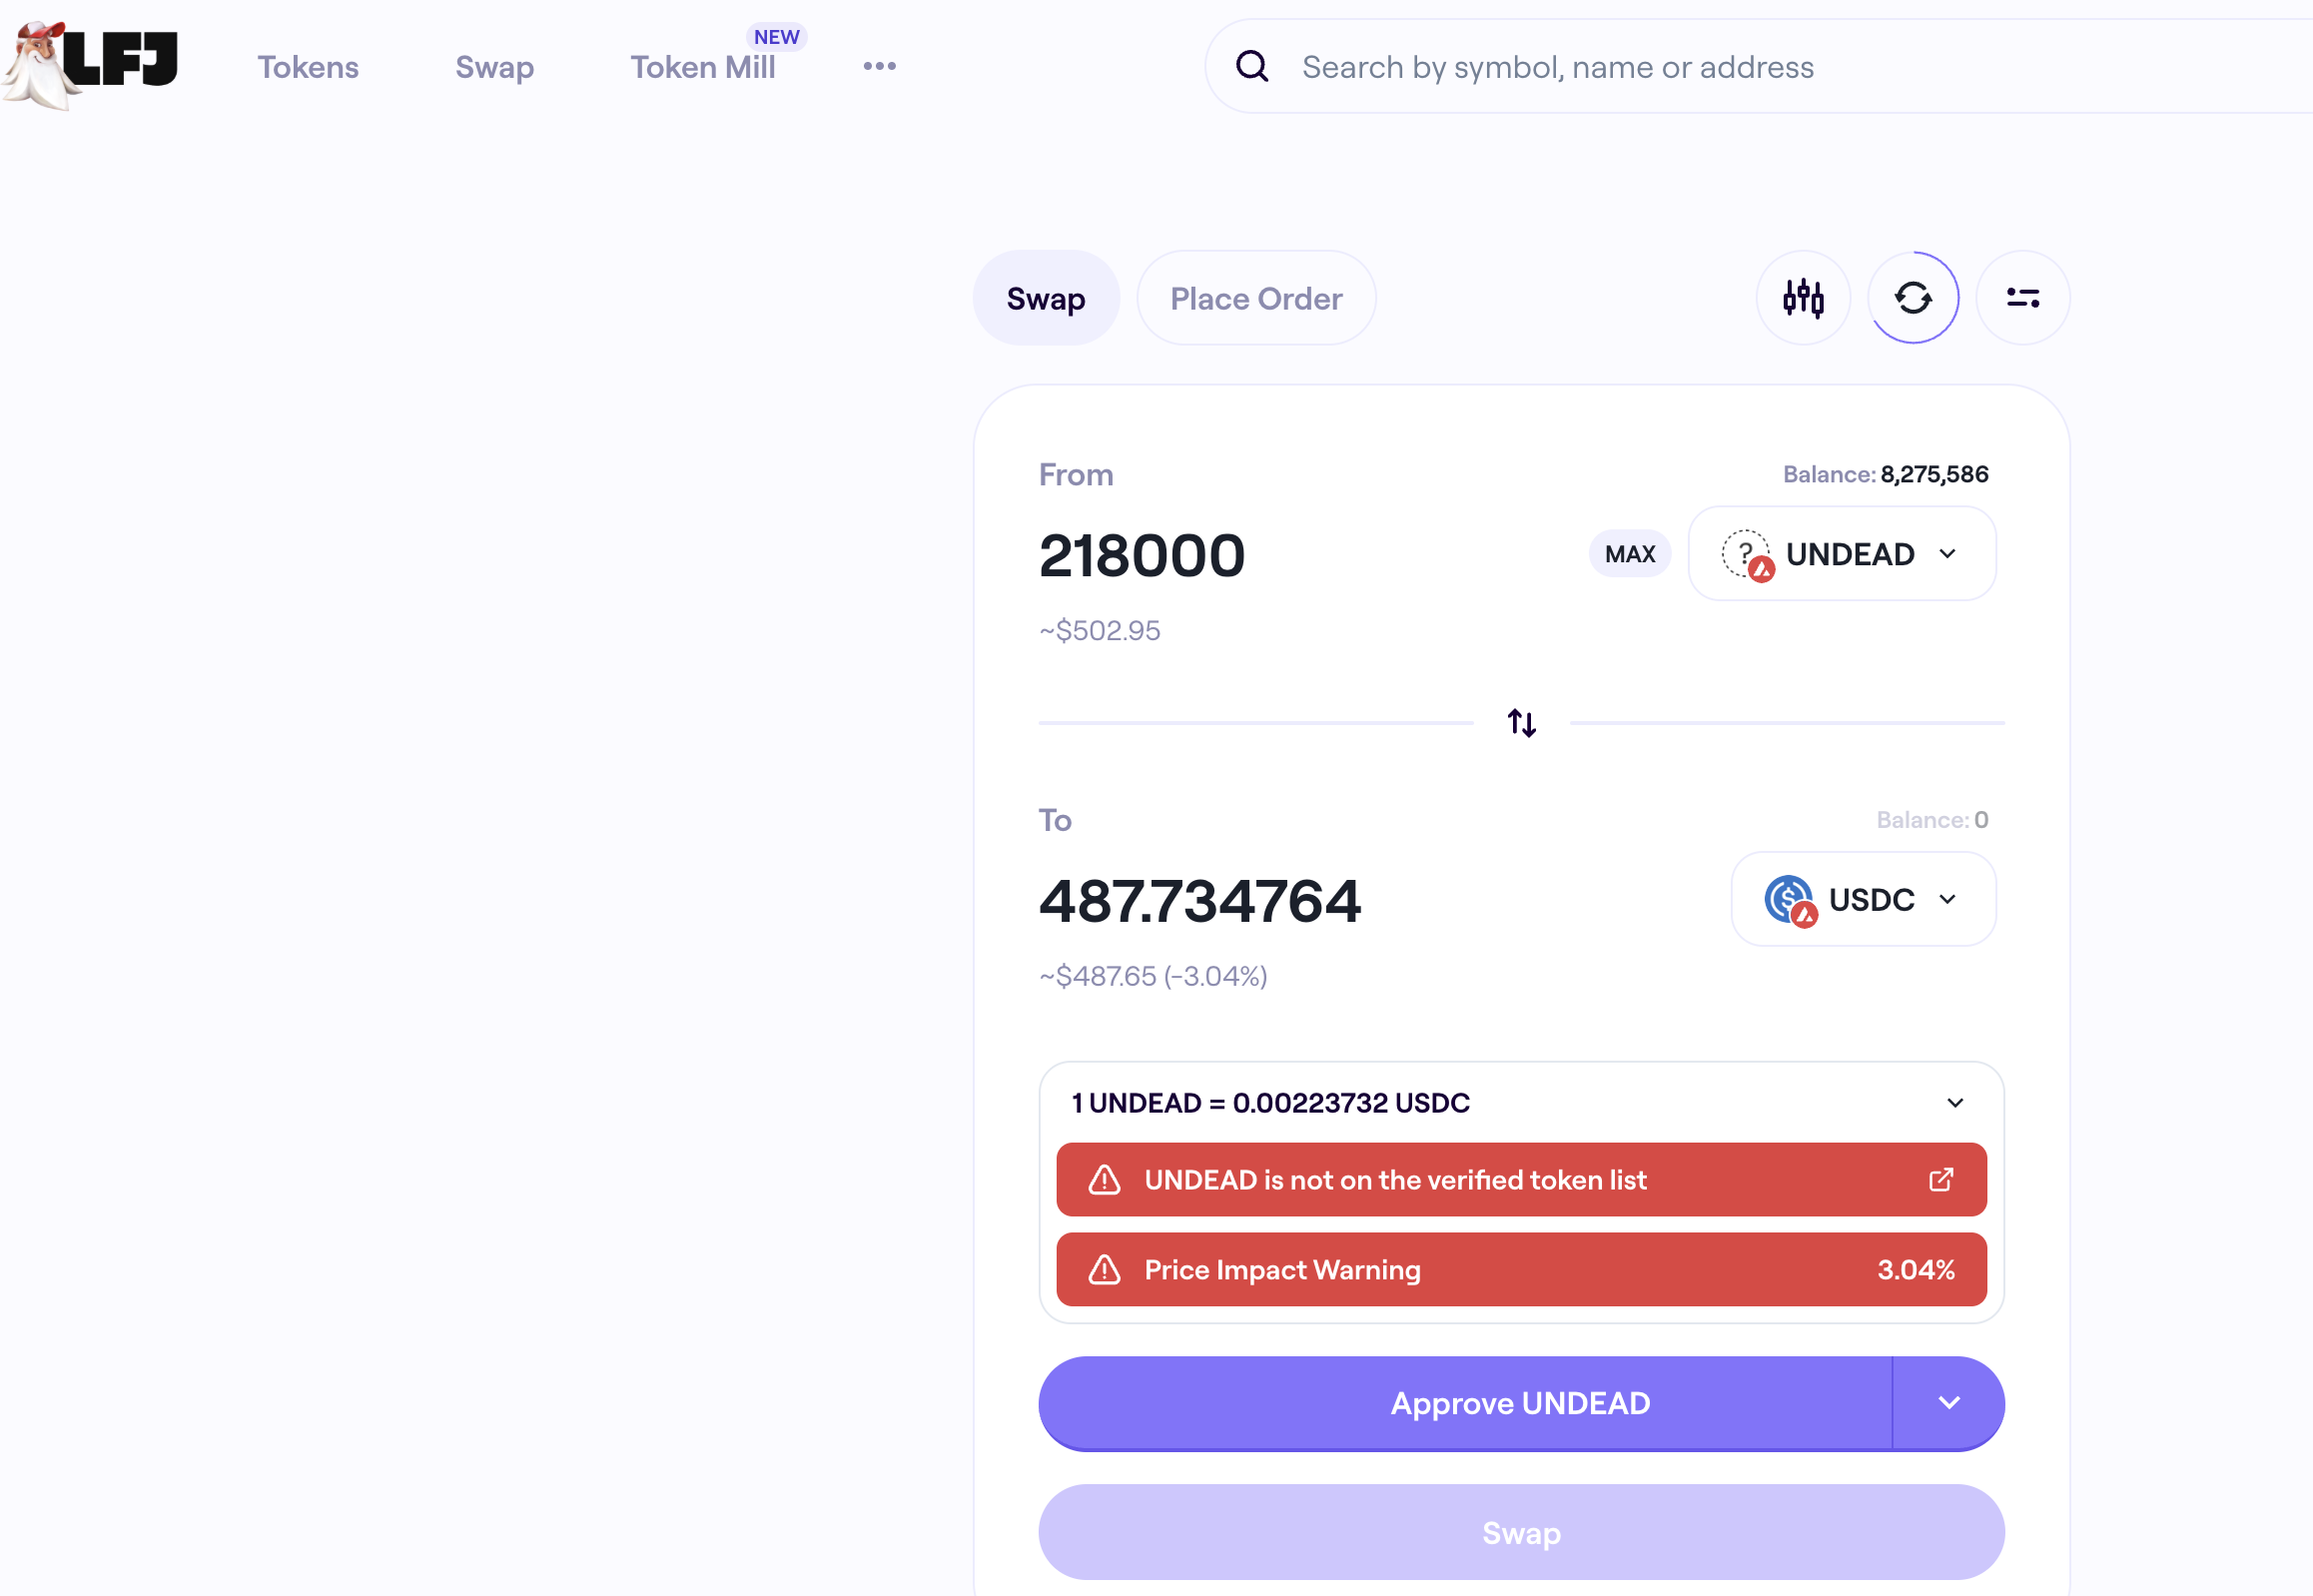 LFJ
Tokens
Swap
Token Mill
NEW
Search by symbol, name or address
Swap
Place Order
From
Balance: 8,275,586
218000
MAX
? UNDEAD
~$502.95
To
Balance: 0
487.734764
USDC
~$487.65 (-3.04%)
1 UNDEAD = 0.00223732 USDC
UNDEAD is not on the verified token list
Price Impact Warning
3.04%
Approve UNDEAD
Swap